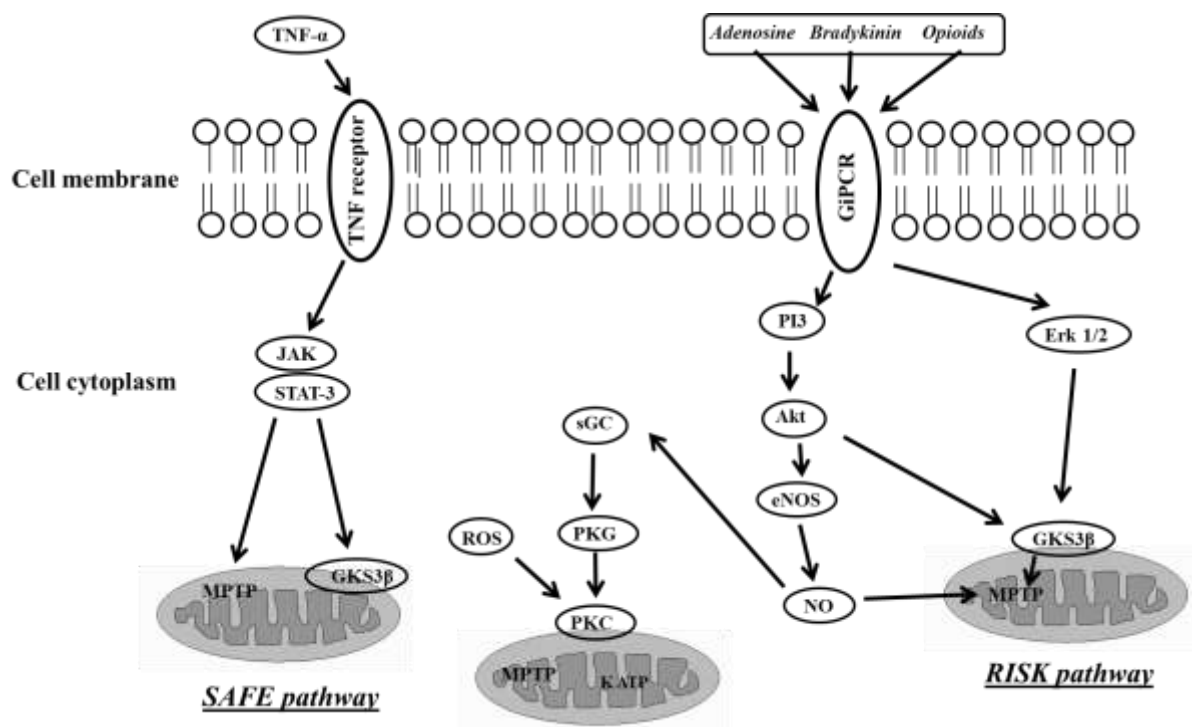 TNF-α
Adenosine Bradykinin Opioids
Cell membrane
TNF receptor
GiPCR
PI3
Erk 1/2
JAK
Cell cytoplasm
STAT-3
sGC
Akt
eNOS
ROS
PKG
GKS3β
GKS3β
MPTP
MPTP
NO
PKC
MPTP
K ATP
SAFE pathway
RISK pathway